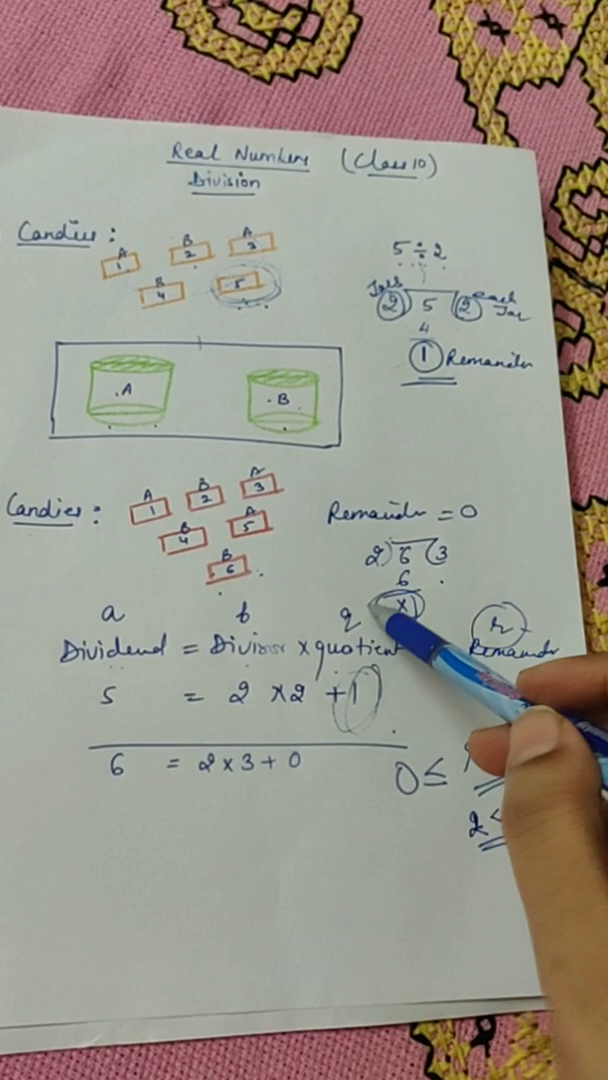 Real Numbers (Class 10)
Division
Candies:
A 1 B 2 A 3
B 4 5
5 ÷ 2
Jars each Jar
2) 5 (2
4
1 Remainder
A B
Candies:
A 1 B 2 A 3
B 4 A 5
B 6
Remainder = 0
2) 6 (3
6
x
a b q r
Dividend = Divisor x quotient Remainder
5 = 2 x 2 + 1
6 = 2 x 3 + 0
0 ≤